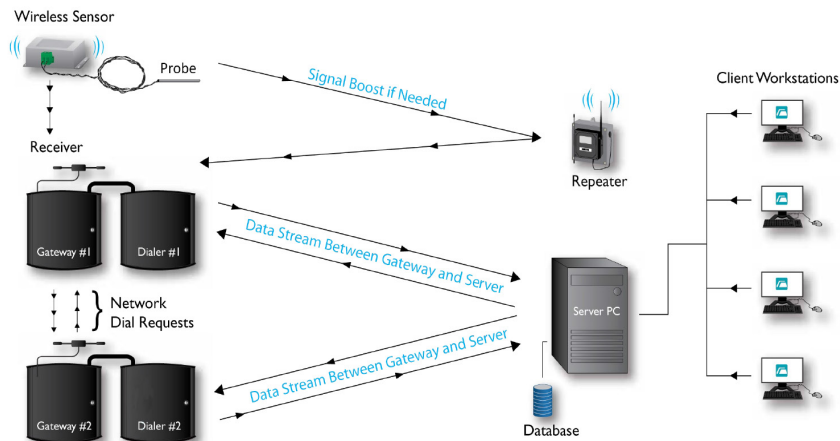 Wireless Sensor
Probe
Signal Boost if Needed
Client Workstations
Receiver
Repeater
Gateway #1
Dialer #1
Data Stream Between Gateway and Server
Network
Dial Requests
Server PC
Data Stream Between Gateway and Server
Gateway #2
Dialer #2
Database